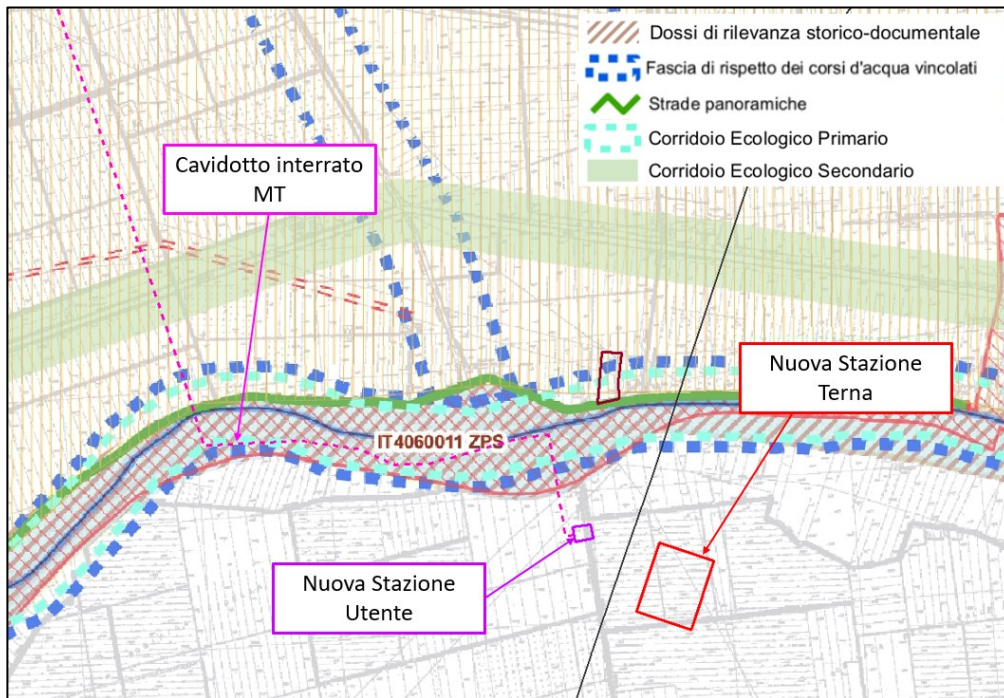 Dossi di rilevanza storico-documentale
Fascia di rispetto dei corsi d'acqua vincolati
Strade panoramiche
Corridoio Ecologico Primario
Corridoio Ecologico Secondario
Cavidotto interrato
MT
Nuova Stazione
Terna
IT4060011 ZPS
Nuova Stazione
Utente